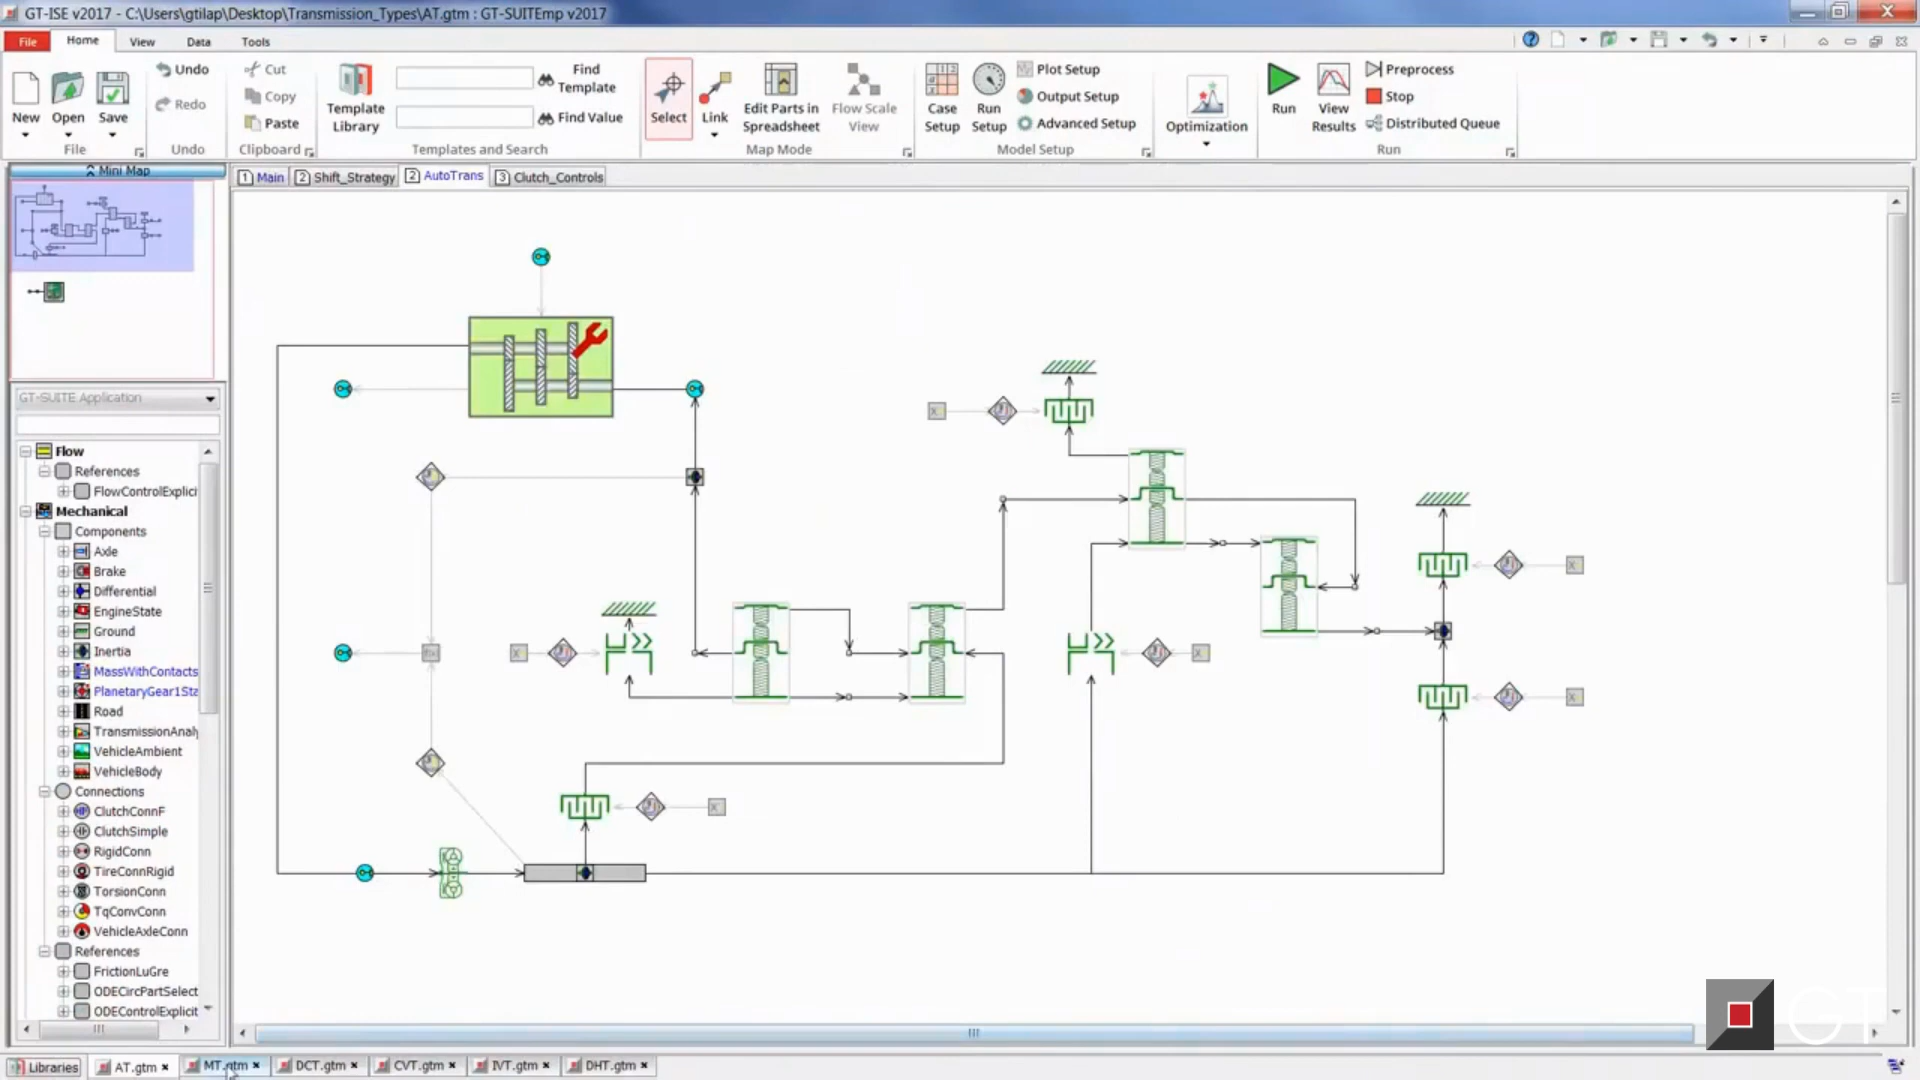 GT-ISE v2017 - C:\Users\gtilap\Desktop\Transmission_Types\AT.gtm : GT-SUITEmp v2017
File Home View Data Tools
New Open Save
File
Undo
Redo
Undo
Cut
Copy
Paste
Clipboard
Template Library
Find Template
Find Value
Templates and Search
Select
Link
Edit Parts in Spreadsheet
Flow Scale View
Map Mode
Case Setup
Run Setup
Plot Setup
Output Setup
Advanced Setup
Model Setup
Optimization
Run
View Results
Preprocess
Stop
Distributed Queue
Run
Mini Map
1 Main 2 Shift_Strategy 2 AutoTrans 3 Clutch_Controls
GT-SUITE Application
Flow
References
FlowControlExplici
Mechanical
Components
Axle
Brake
Differential
EngineState
Ground
Inertia
MassWithContacts
PlanetaryGear1Sta
Road
TransmissionAnal
VehicleAmbient
VehicleBody
Connections
ClutchConnF
ClutchSimple
RigidConn
TireConnRigid
TorsionConn
TqConvConn
VehicleAxleConn
References
FrictionLuGre
ODECircPartSelect
ODEControlExplicit
GT
Libraries AT.gtm MT.gtm DCT.gtm CVT.gtm IVT.gtm DHT.gtm